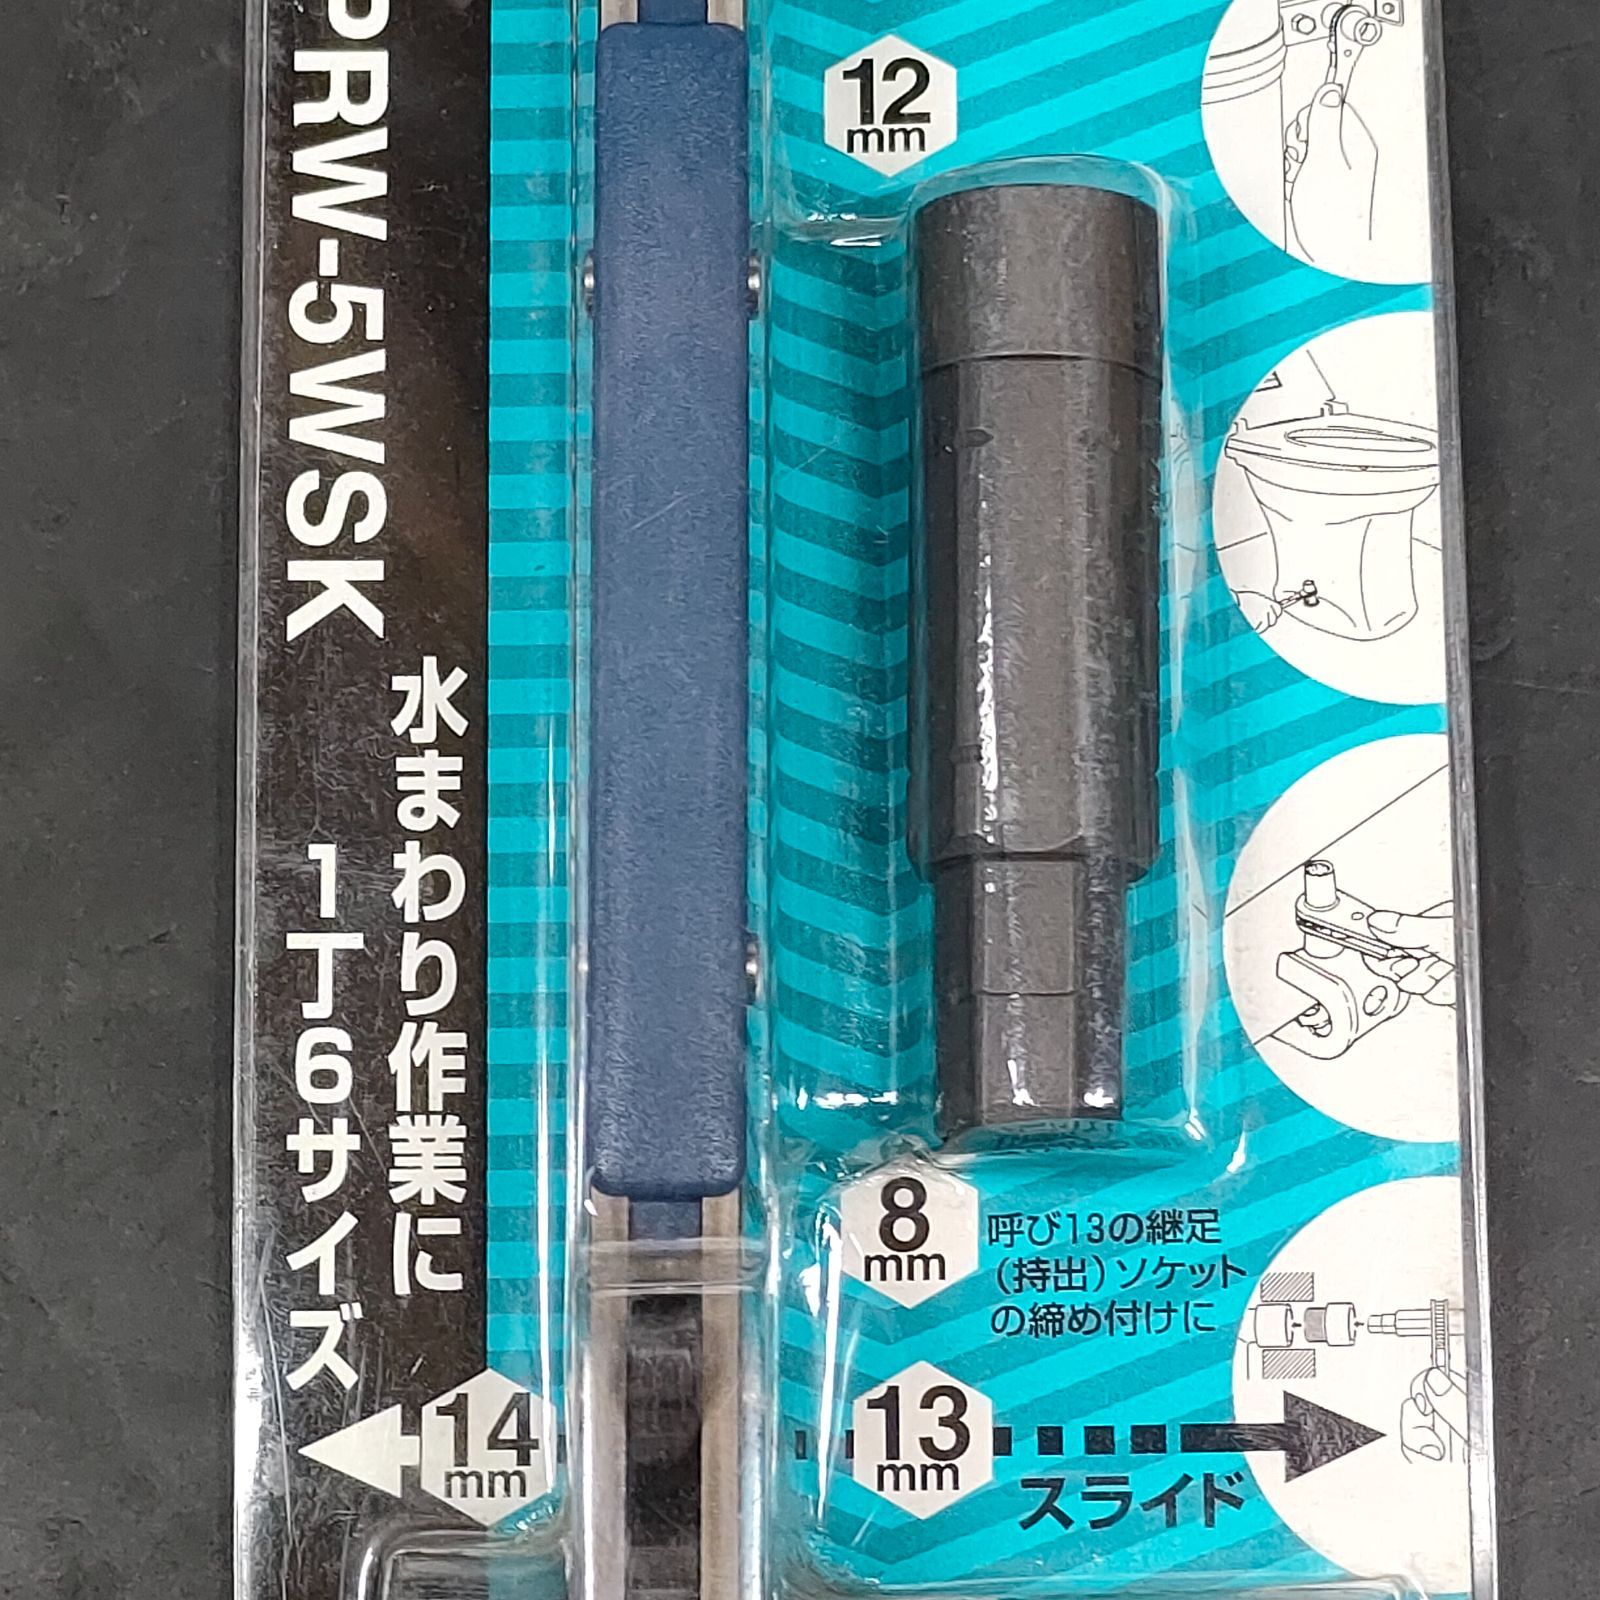 PRW-5WSK
水まわり作業に
1丁6サイズ
12
mm
8
mm
呼び13の継足
(持出)ソケット
の締め付けに
14
mm
13
mm
スライド